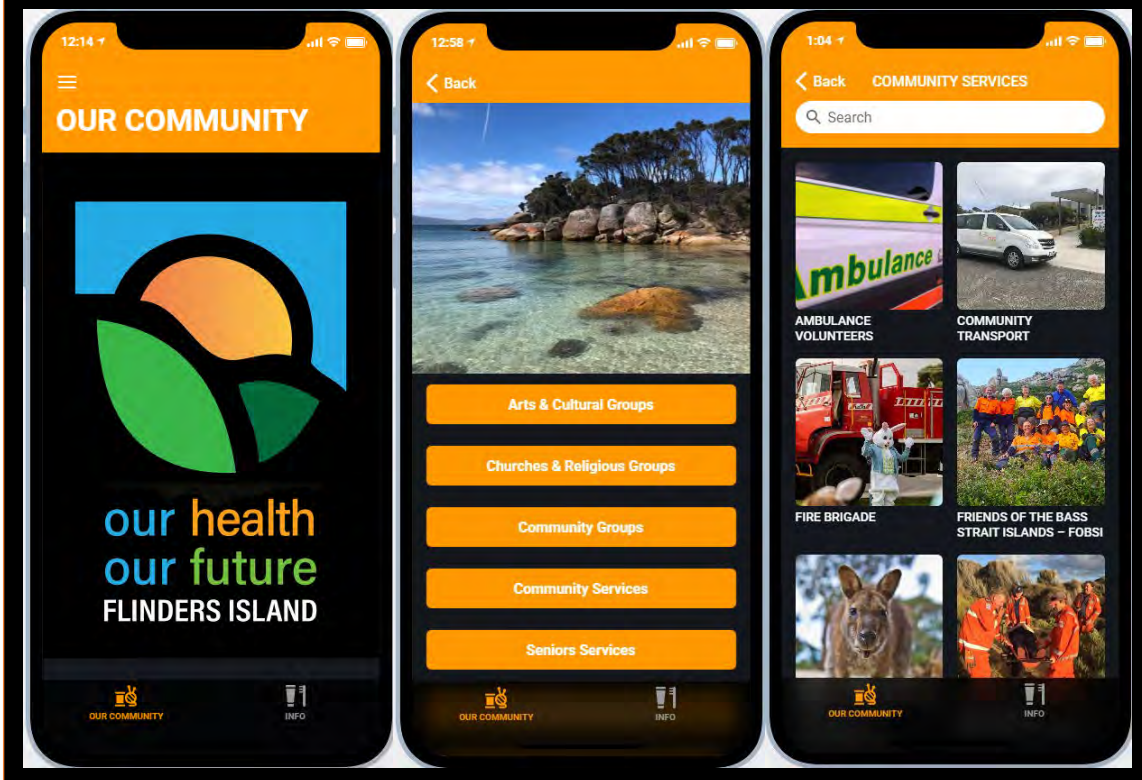 12:14
OUR COMMUNITY
our health
our future
FLINDERS ISLAND
OUR COMMUNITY
INFO
12:58
Back
Arts & Cultural Groups
Churches & Religious Groups
Community Groups
Community Services
Seniors Services
OUR COMMUNITY
INFO
1:04
Back
COMMUNITY SERVICES
Search
Ambulance
AMBULANCE
VOLUNTEERS
COMMUNITY
TRANSPORT
FIRE BRIGADE
FRIENDS OF THE BASS
STRAIT ISLANDS – FOBSI
OUR COMMUNITY
INFO